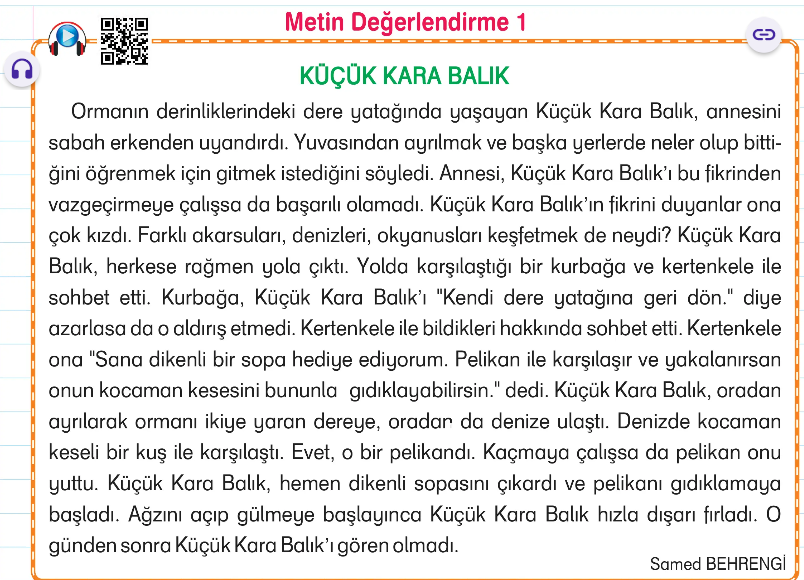 Metin Değerlendirme 1
KÜÇÜK KARA BALIK
Ormanın derinliklerindeki dere yatağında yaşayan Küçük Kara Balık, annesini
sabah erkenden uyandırdı. Yuvasından ayrılmak ve başka yerlerde neler olup bitti-
ğini öğrenmek için gitmek istediğini söyledi. Annesi, Küçük Kara Balık'ı bu fikrinden
vazgeçirmeye çalışsa da başarılı olamadı. Küçük Kara Balık'ın fikrini duyanlar ona
çok kızdı. Farklı akarsuları, denizleri, okyanusları keşfetmek de neydi? Küçük Kara
Balık, herkese rağmen yola çıktı. Yolda karşılaştığı bir kurbağa ve kertenkele ile
sohbet etti. Kurbağa, Küçük Kara Balık'ı "Kendi dere yatağına geri dön." diye
azarlasa da o aldırış etmedi. Kertenkele ile bildikleri hakkında sohbet etti. Kertenkele
ona "Sana dikenli bir sopa hediye ediyorum. Pelikan ile karşılaşır ve yakalanırsan
onun kocaman kesesini bununla gıdıklayabilirsin." dedi. Küçük Kara Balık, oradan
ayrılarak ormanı ikiye yaran dereye, oradan da denize ulaştı. Denizde kocaman
keseli bir kuş ile karşılaştı. Evet, o bir pelikandı. Kaçmaya çalışsa da pelikan onu
yuttu. Küçük Kara Balık, hemen dikenli sopasını çıkardı ve pelikanı gıdıklamaya
başladı. Ağzını açıp gülmeye başlayınca Küçük Kara Balık hızla dışarı fırladı. O
günden sonra Küçük Kara Balık'ı gören olmadı.
Samed BEHRENGİ